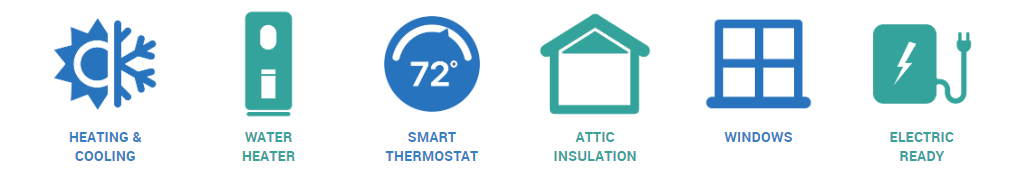 72°
HEATING &
COOLING
WATER
HEATER
SMART
THERMOSTAT
ATTIC
INSULATION
WINDOWS
ELECTRIC
READY